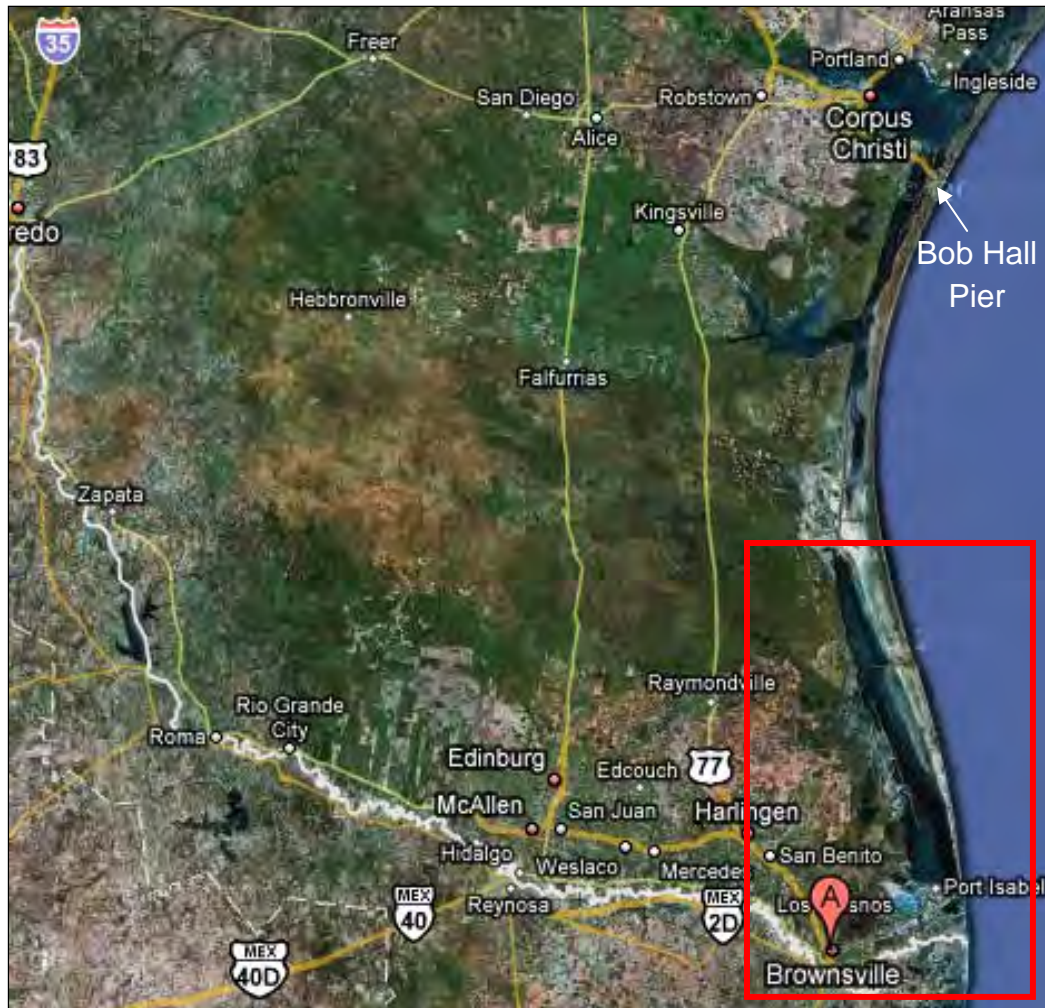 Aransas
Pass
35
Freer
Portland
Ingleside
San Diego
Robstown
Alice
Corpus
Christi
83
redo
Kingsville
Bob Hall
Pier
Hebbronville
Falfurrias
Zapata
Raymondville
Rio Grande
City
Roma
Edinburg
Edcouch
77
McAllen
San Juan
Harlingen
Hidalgo
Weslaco
Mercedes
San Benito
Port Isabel
MEX
40
Reynosa
MEX
2D
Los
snos
A
MEX
40D
Brownsville